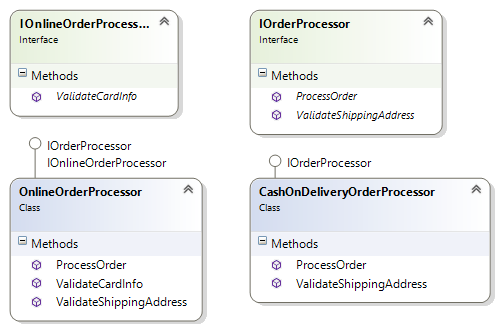 IOnlineOrderProcess...
Interface
Methods
ValidateCardInfo
IOrderProcessor
Interface
Methods
ProcessOrder
ValidateShippingAddress
IOrderProcessor
IOnlineOrderProcessor
OnlineOrderProcessor
Class
Methods
ProcessOrder
ValidateCardInfo
ValidateShippingAddress
IOrderProcessor
CashOnDeliveryOrderProcessor
Class
Methods
ProcessOrder
ValidateShippingAddress